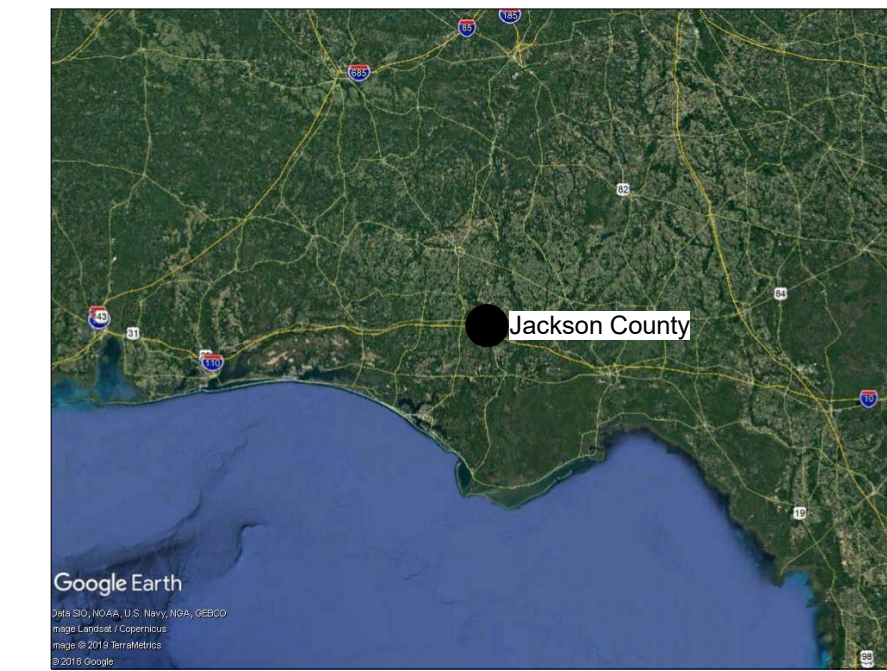 185
85
685
82
84
43
31
110
Jackson County
10
19
Google Earth
Data SIO, NOAA, U.S. Navy, NGA, GEBCO
Image Landsat / Copernicus
Image © 2019 TerraMetrics
© 2018 Google
98